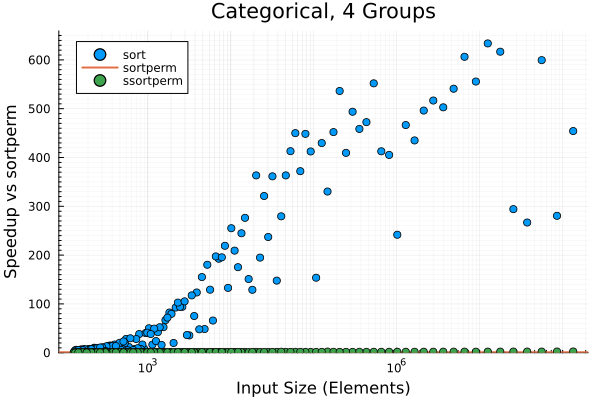 Categorical, 4 Groups
sort
sortperm
ssortperm
Speedup vs sortperm
600
500
400
300
200
100
0
10³
10⁶
Input Size (Elements)